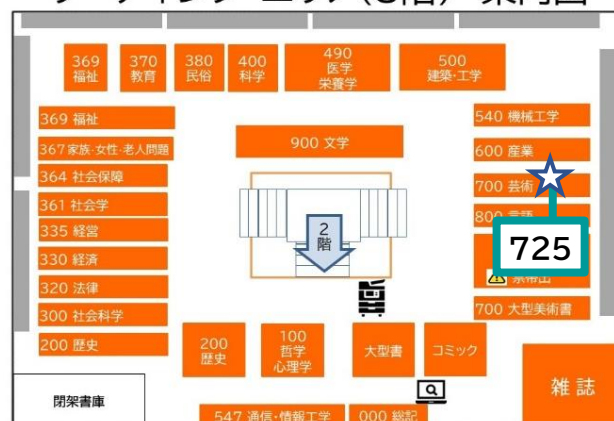 369
福祉
370
教育
380
民俗
400
科学
490
医学
栄養学
500
建築・工学
369 福祉
367 家族・女性・老人問題
364 社会保障
361 社会学
335 経営
330 経済
320 法律
300 社会科学
200 歴史
900 文学
2
階
540 機械工学
600 産業
700 芸術
800 言語
725
700 大型美術書
200
歴史
100
哲学
心理学
大型書
コミック
雑誌
閉架書庫
547 通信・情報工学
000 総記